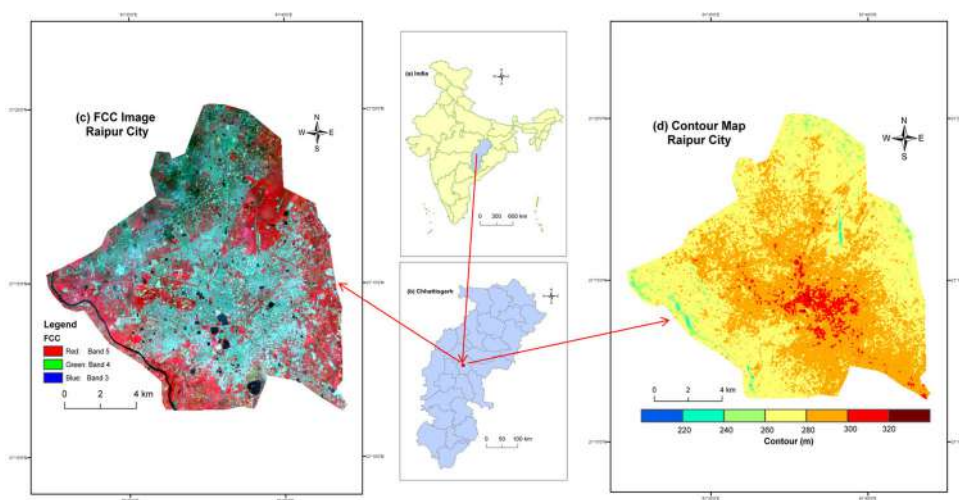 (c) FCC Image
Raipur City
N
W E
S
Legend
FCC
Red: Band 5
Green: Band 4
Blue: Band 3
0 2 4 km
(a) India
0 300 600 km
(b) Chhattisgarh
0 50 100 km
(d) Contour Map
Raipur City
N
W E
S
0 2 4 km
220 240 260 280 300 320
Contour (m)